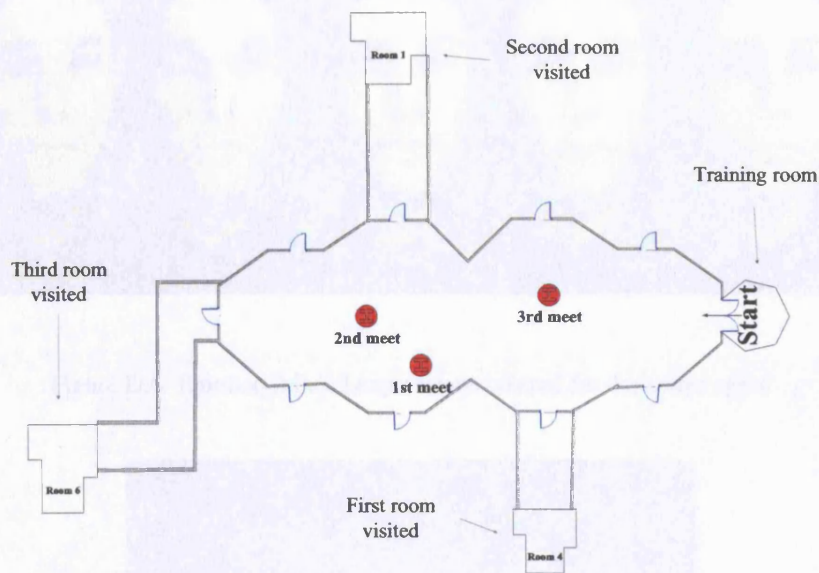 Room 1
Second room
visited
Training room
Third room
visited
Start
3rd meet
2nd meet
1st meet
Room 6
First room
visited
Room 4